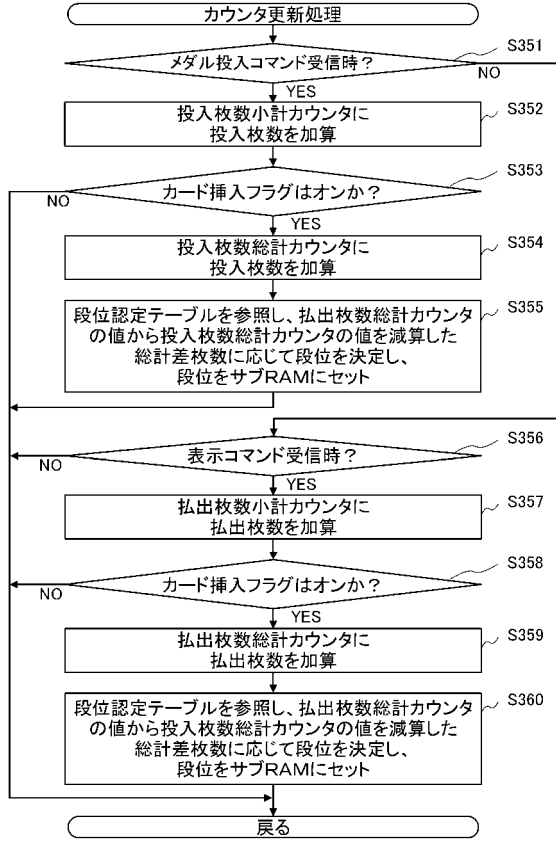 カウンタ更新処理
メダル投入コマンド受信時？
S351
NO
YES
投入枚数小計カウンタに
投入枚数を加算
S352
カード挿入フラグはオンか？
S353
NO
YES
投入枚数総計カウンタに
投入枚数を加算
S354
段位認定テーブルを参照し、払出枚数総計カウンタ
の値から投入枚数総計カウンタの値を減算した
総計差枚数に応じて段位を決定し、
段位をサブRAMにセット
S355
表示コマンド受信時？
S356
NO
YES
払出枚数小計カウンタに
払出枚数を加算
S357
カード挿入フラグはオンか？
S358
NO
YES
払出枚数総計カウンタに
払出枚数を加算
S359
段位認定テーブルを参照し、払出枚数総計カウンタ
の値から投入枚数総計カウンタの値を減算した
総計差枚数に応じて段位を決定し、
段位をサブRAMにセット
S360
戻る